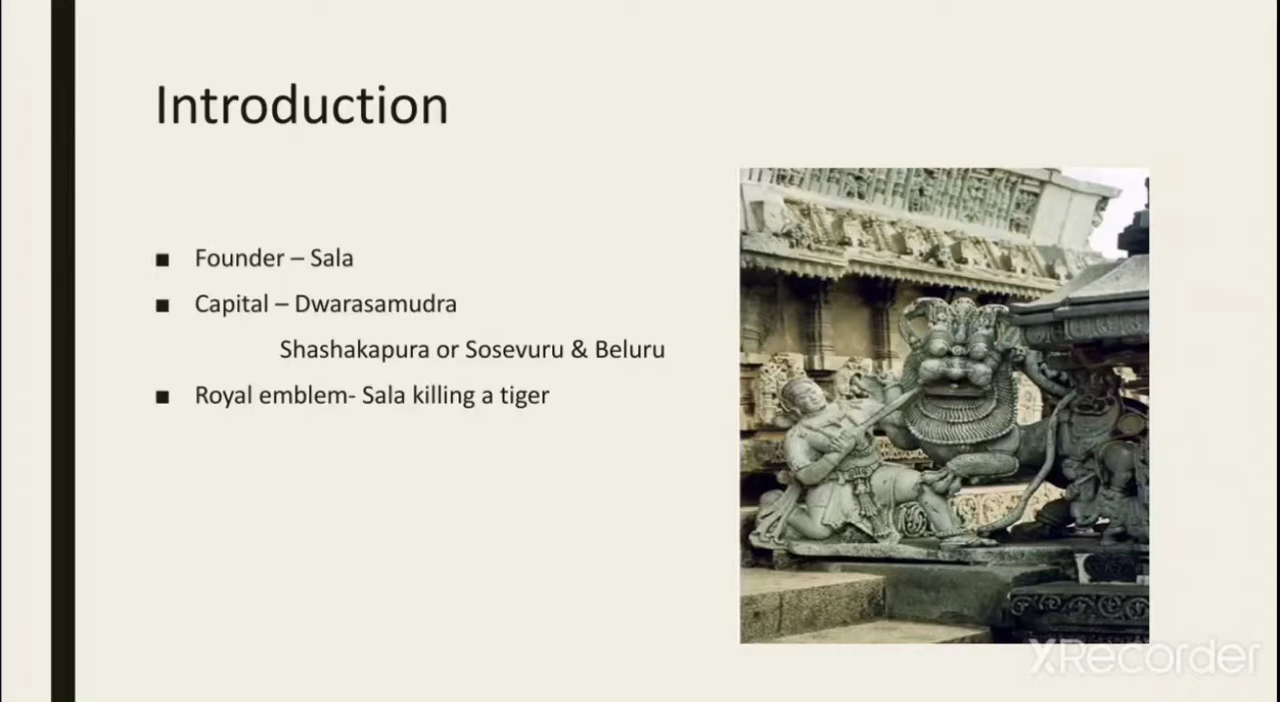 Introduction
■ Founder – Sala
■ Capital – Dwarasamudra
Shashakapura or Sosevuru & Beluru
■ Royal emblem- Sala killing a tiger
XRecorder